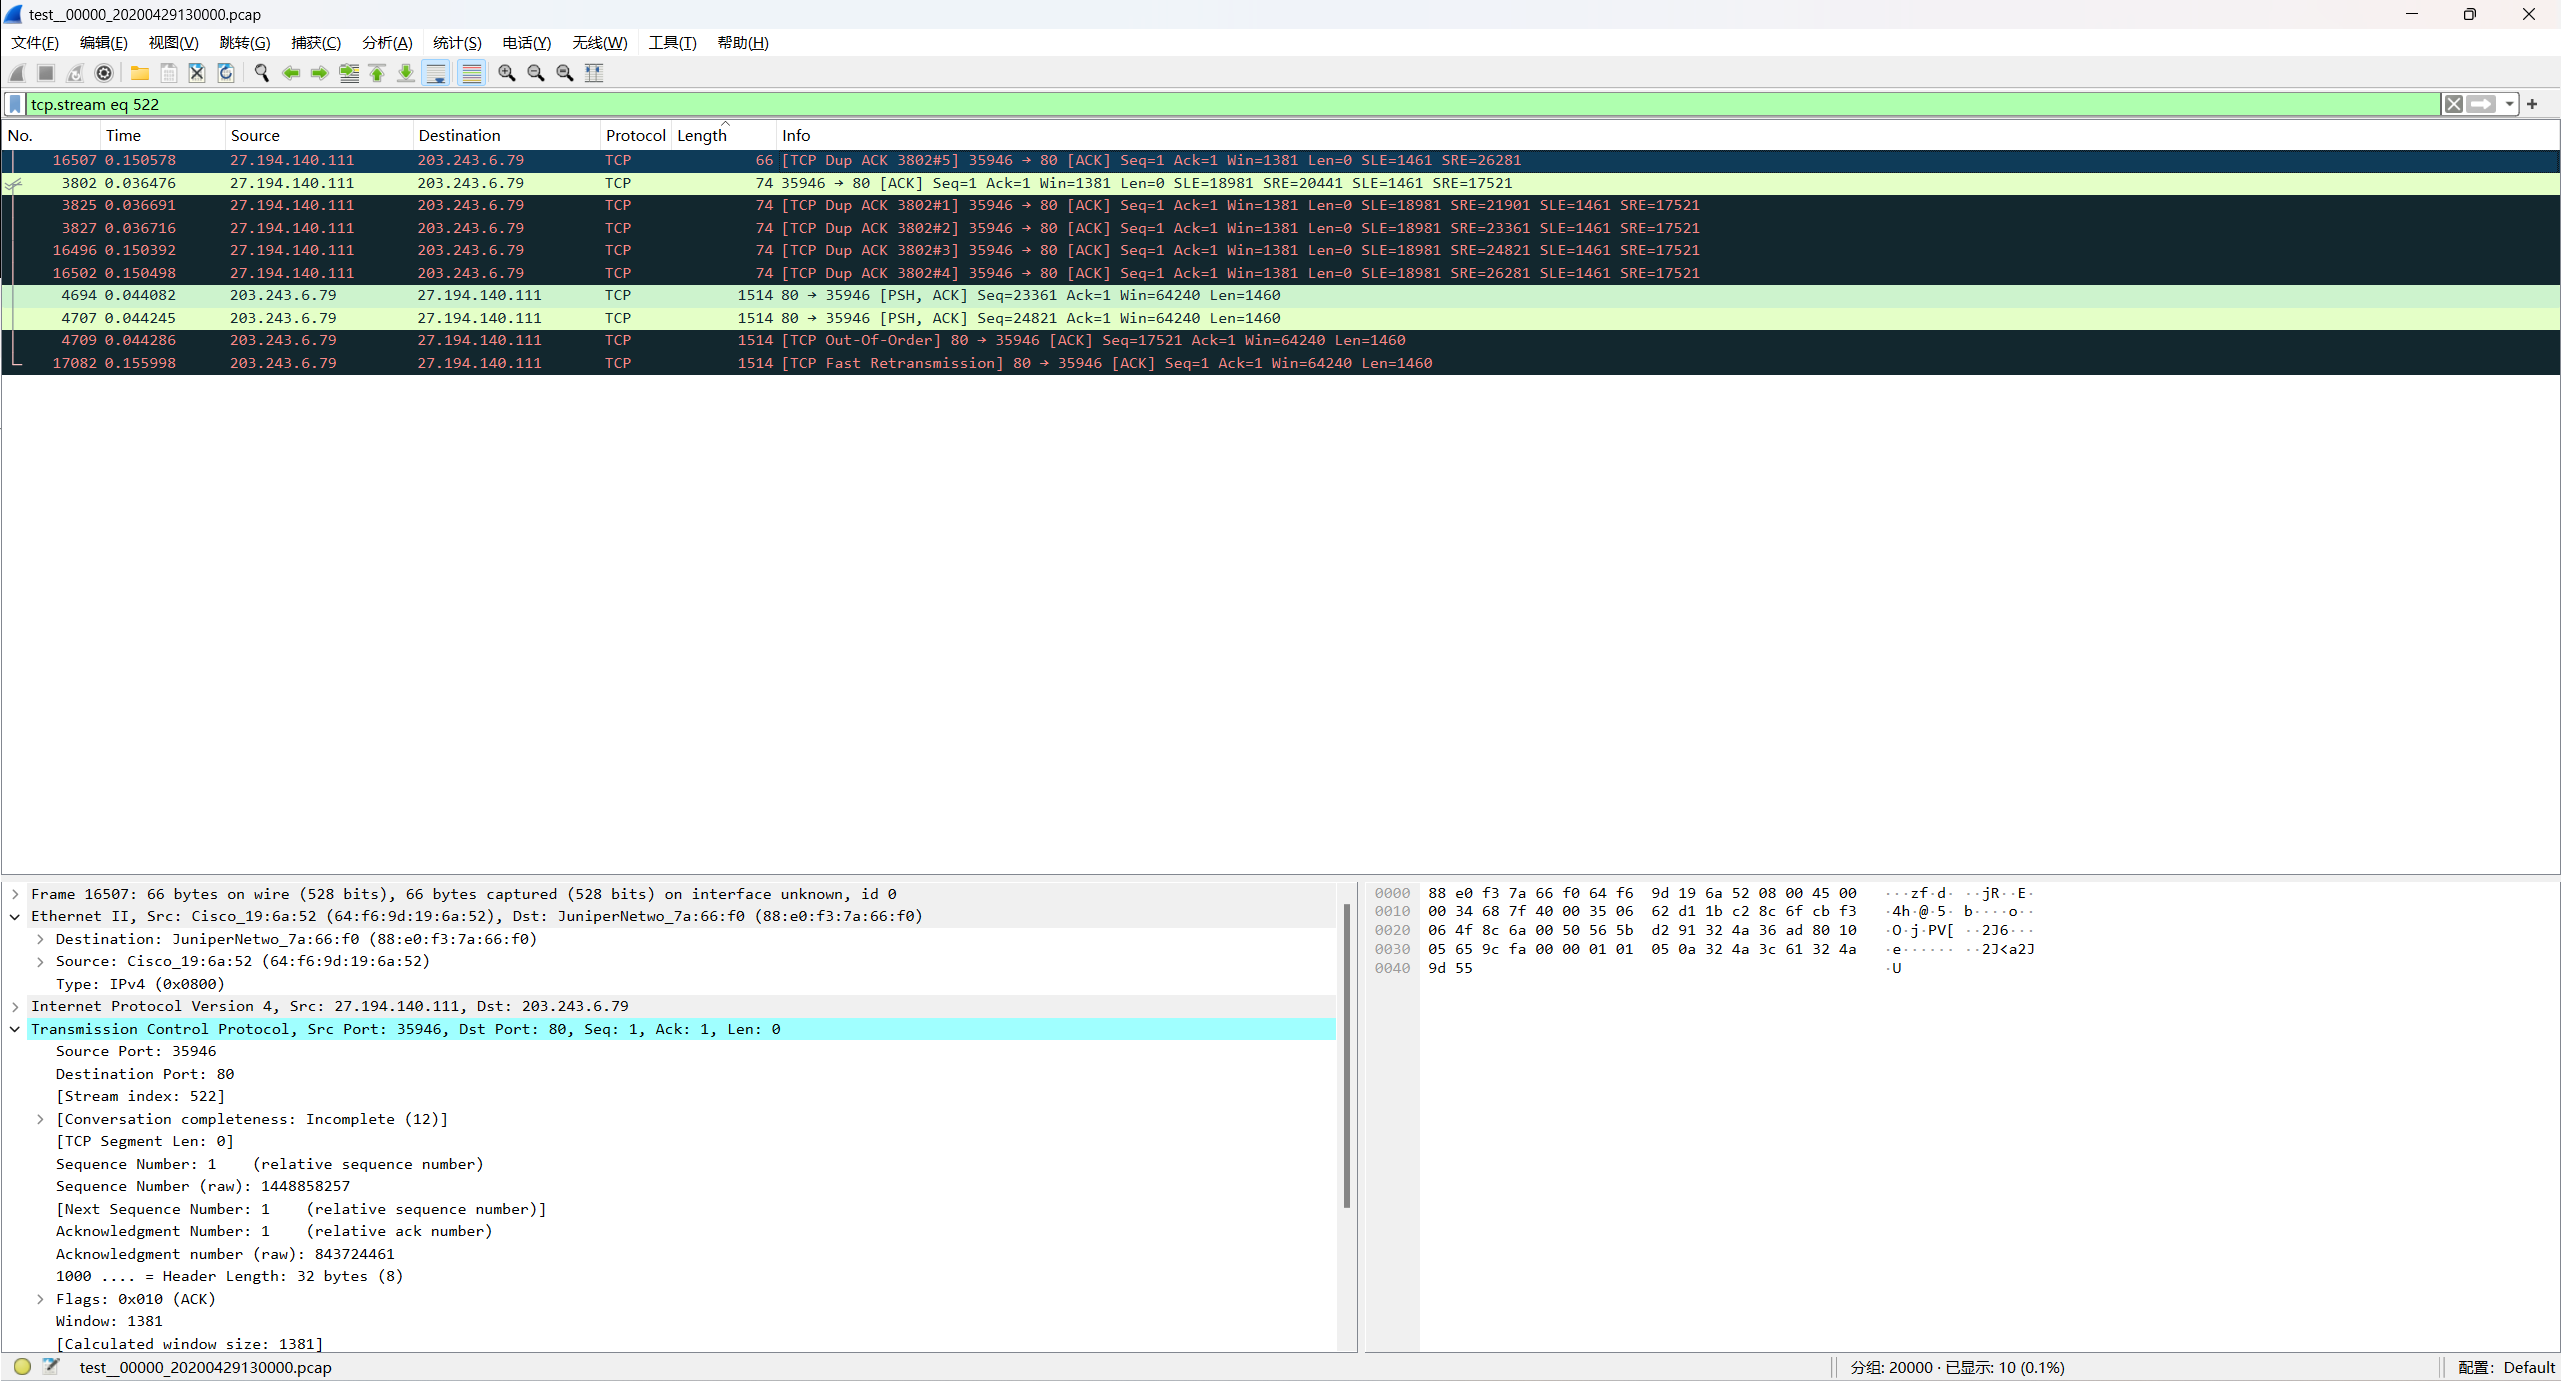 test__00000_20200429130000.pcap
文件(F) 编辑(E) 视图(V) 跳转(G) 捕获(C) 分析(A) 统计(S) 电话(Y) 无线(W) 工具(T) 帮助(H)
tcp.stream eq 522
No. Time Source Destination Protocol Length Info
16507 0.150578 27.194.140.111 203.243.6.79 TCP 66 [TCP Dup ACK 3802#5] 35946 → 80 [ACK] Seq=1 Ack=1 Win=1381 Len=0 SLE=1461 SRE=26281
3802 0.036476 27.194.140.111 203.243.6.79 TCP 74 35946 → 80 [ACK] Seq=1 Ack=1 Win=1381 Len=0 SLE=18981 SRE=20441 SLE=1461 SRE=17521
3825 0.036691 27.194.140.111 203.243.6.79 TCP 74 [TCP Dup ACK 3802#1] 35946 → 80 [ACK] Seq=1 Ack=1 Win=1381 Len=0 SLE=18981 SRE=21901 SLE=1461 SRE=17521
3827 0.036716 27.194.140.111 203.243.6.79 TCP 74 [TCP Dup ACK 3802#2] 35946 → 80 [ACK] Seq=1 Ack=1 Win=1381 Len=0 SLE=18981 SRE=23361 SLE=1461 SRE=17521
16496 0.150392 27.194.140.111 203.243.6.79 TCP 74 [TCP Dup ACK 3802#3] 35946 → 80 [ACK] Seq=1 Ack=1 Win=1381 Len=0 SLE=18981 SRE=24821 SLE=1461 SRE=17521
16502 0.150498 27.194.140.111 203.243.6.79 TCP 74 [TCP Dup ACK 3802#4] 35946 → 80 [ACK] Seq=1 Ack=1 Win=1381 Len=0 SLE=18981 SRE=26281 SLE=1461 SRE=17521
4694 0.044082 203.243.6.79 27.194.140.111 TCP 1514 80 → 35946 [PSH, ACK] Seq=23361 Ack=1 Win=64240 Len=1460
4707 0.044245 203.243.6.79 27.194.140.111 TCP 1514 80 → 35946 [PSH, ACK] Seq=24821 Ack=1 Win=64240 Len=1460
4709 0.044286 203.243.6.79 27.194.140.111 TCP 1514 [TCP Out-Of-Order] 80 → 35946 [ACK] Seq=17521 Ack=1 Win=64240 Len=1460
17082 0.155998 203.243.6.79 27.194.140.111 TCP 1514 [TCP Fast Retransmission] 80 → 35946 [ACK] Seq=1 Ack=1 Win=64240 Len=1460
Frame 16507: 66 bytes on wire (528 bits), 66 bytes captured (528 bits) on interface unknown, id 0
Ethernet II, Src: Cisco_19:6a:52 (64:f6:9d:19:6a:52), Dst: JuniperNetwo_7a:66:f0 (88:e0:f3:7a:66:f0)
Destination: JuniperNetwo_7a:66:f0 (88:e0:f3:7a:66:f0)
Source: Cisco_19:6a:52 (64:f6:9d:19:6a:52)
Type: IPv4 (0x0800)
Internet Protocol Version 4, Src: 27.194.140.111, Dst: 203.243.6.79
Transmission Control Protocol, Src Port: 35946, Dst Port: 80, Seq: 1, Ack: 1, Len: 0
Source Port: 35946
Destination Port: 80
[Stream index: 522]
[Conversation completeness: Incomplete (12)]
[TCP Segment Len: 0]
Sequence Number: 1 (relative sequence number)
Sequence Number (raw): 1448858257
[Next Sequence Number: 1 (relative sequence number)]
Acknowledgment Number: 1 (relative ack number)
Acknowledgment number (raw): 843724461
1000 .... = Header Length: 32 bytes (8)
Flags: 0x010 (ACK)
Window: 1381
[Calculated window size: 1381]
0000 88 e0 f3 7a 66 f0 64 f6 9d 19 6a 52 08 00 45 00 ···zf·d· ··jR··E·
0010 00 34 68 7f 40 00 35 06 62 d1 1b c2 8c 6f cb f3 ·4h·@·5· b····o··
0020 06 4f 8c 6a 00 50 56 5b d2 91 32 4a 36 ad 80 10 ·O·j·PV[ ··2J6···
0030 05 65 9c fa 00 00 01 01 05 0a 32 4a 3c 61 32 4a ·e······ ··2J<a2J
0040 9d 55 ·U
test__00000_20200429130000.pcap 分组: 20000 · 已显示: 10 (0.1%) 配置: Default